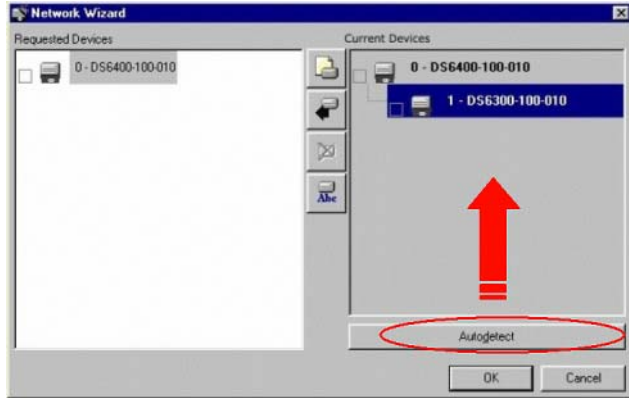 Network Wizard
Requested Devices
Current Devices
0 - DS6400-100-010
0 - DS6400-100-010
1 - DS6300-100-010
Abc
Autodetect
OK
Cancel